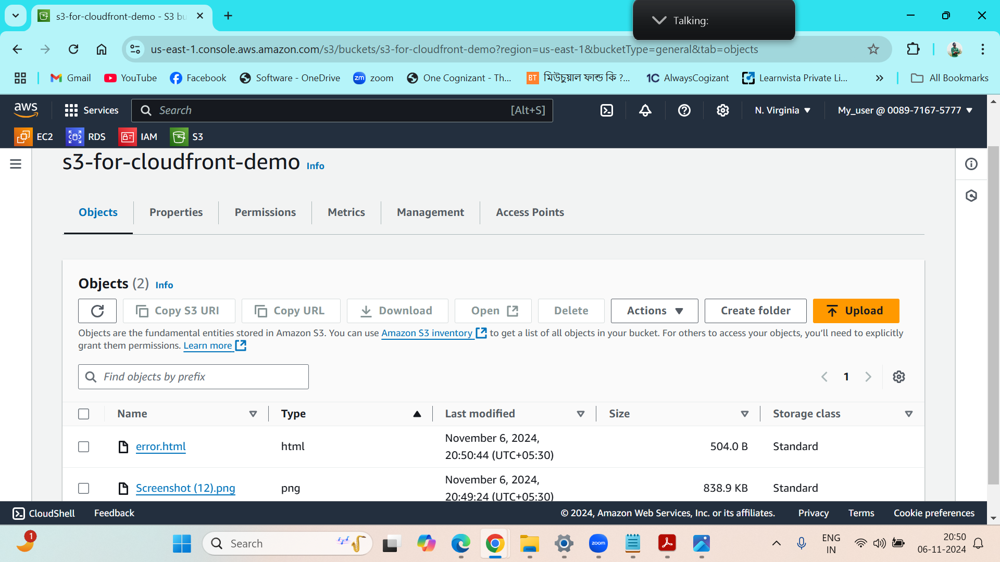 s3-for-cloudfront-demo - S3 bu
Talking:
us-east-1.console.aws.amazon.com/s3/buckets/s3-for-cloudfront-demo?region=us-east-1&bucketType=general&tab=objects
Gmail YouTube Facebook Software - OneDrive zm zoom One Cognizant - Th... BT মিউচুয়াল ফান্ড কি ?... 1C AlwaysCogizant Learnvista Private Li... » All Bookmarks
aws Services Search [Alt+S] N. Virginia My_user @ 0089-7167-5777
EC2 RDS IAM S3
s3-for-cloudfront-demo Info
Objects Properties Permissions Metrics Management Access Points
Objects (2) Info
Copy S3 URI Copy URL Download Open Delete Actions Create folder Upload
Objects are the fundamental entities stored in Amazon S3. You can use Amazon S3 inventory to get a list of all objects in your bucket. For others to access your objects, you'll need to explicitly
grant them permissions. Learn more
Find objects by prefix 1
Name Type Last modified Size Storage class
error.html html November 6, 2024, 504.0 B Standard
20:50:44 (UTC+05:30)
Screenshot (12).png png November 6, 2024, 838.9 KB Standard
20:49:24 (UTC+05:30)
CloudShell Feedback © 2024, Amazon Web Services, Inc. or its affiliates. Privacy Terms Cookie preferences
1 Search zoom ENG 20:50
IN 06-11-2024